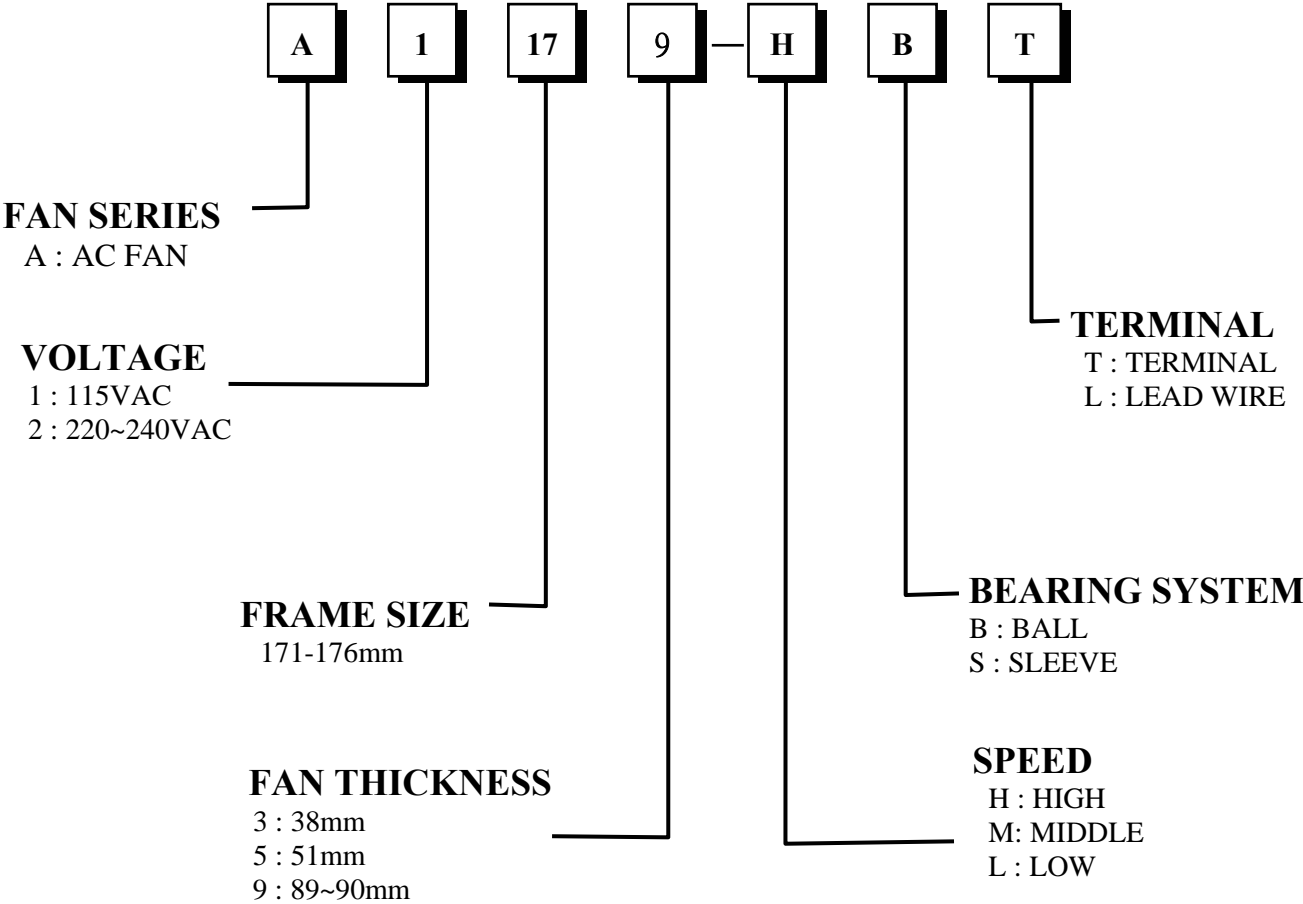 A 1 17 9 — H B T
FAN SERIES
A : AC FAN
VOLTAGE
1 : 115VAC
2 : 220~240VAC
FRAME SIZE
171-176mm
FAN THICKNESS
3 : 38mm
5 : 51mm
9 : 89~90mm
TERMINAL
T : TERMINAL
L : LEAD WIRE
BEARING SYSTEM
B : BALL
S : SLEEVE
SPEED
H : HIGH
M: MIDDLE
L : LOW